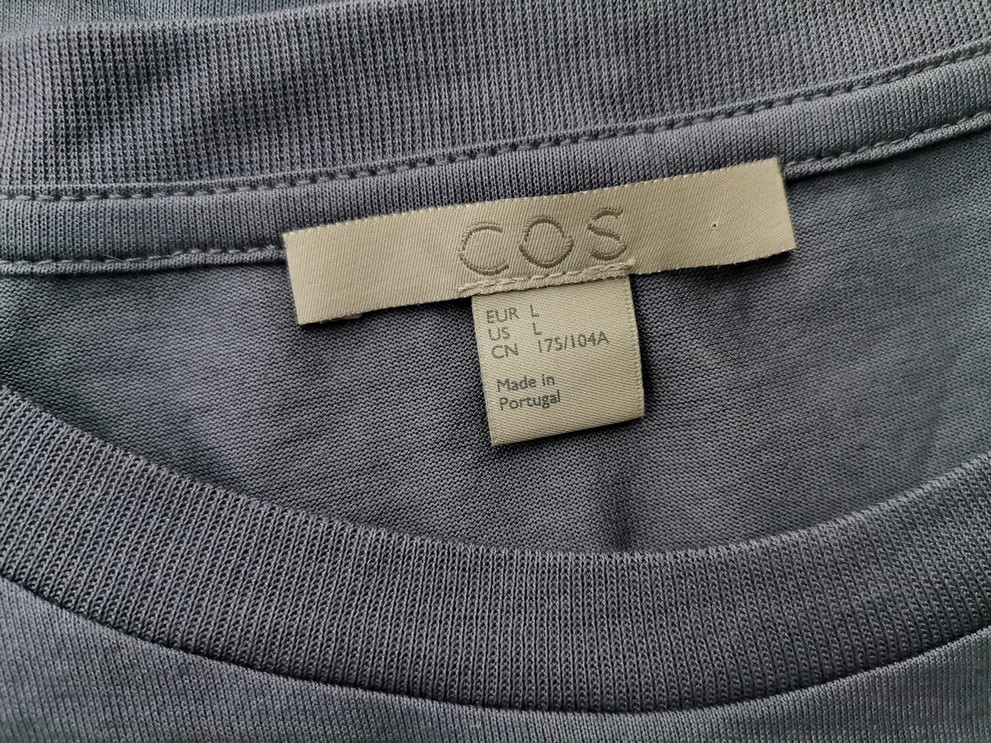 COS
EUR L
US L
CN 175/104A
Made in
Portugal